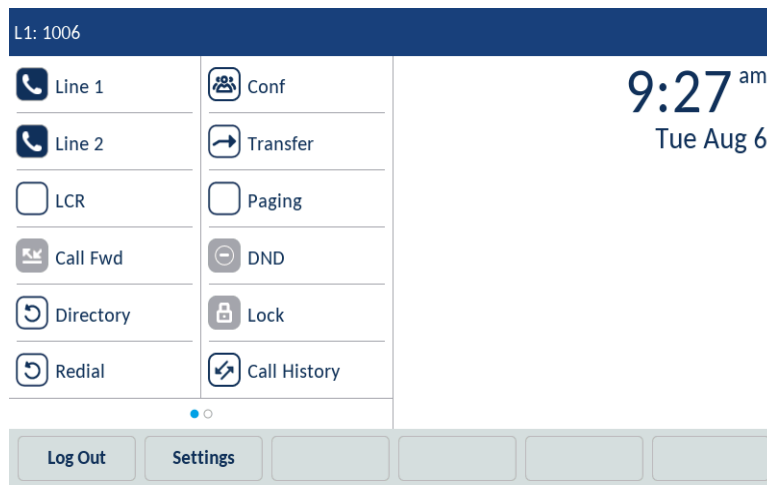 L1: 1006
Line 1
Conf
Line 2
Transfer
LCR
Paging
Call Fwd
DND
Directory
Lock
Redial
Call History
9:27 am
Tue Aug 6
Log Out
Settings